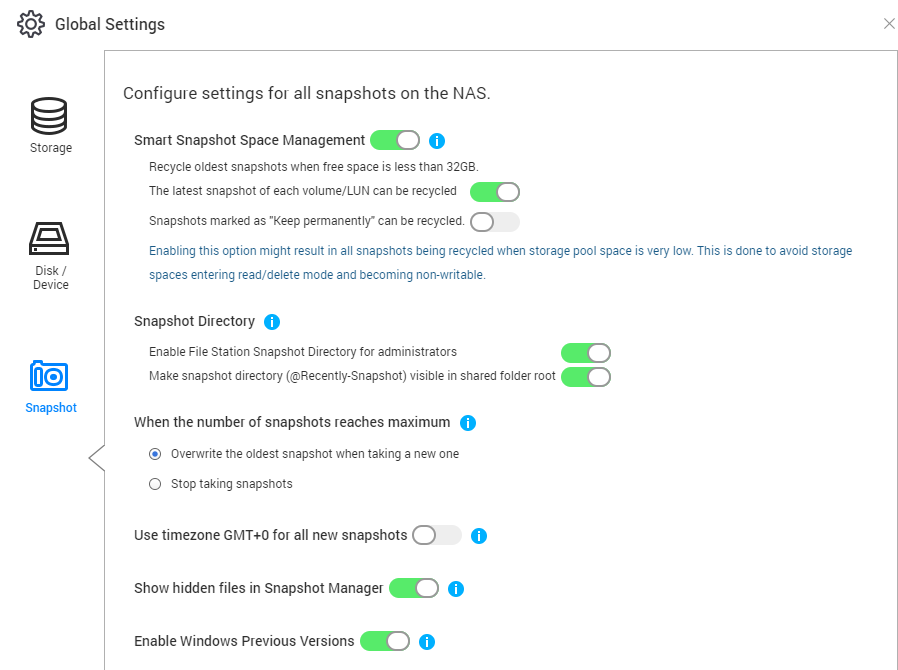 Global Settings
Configure settings for all snapshots on the NAS.
Storage
Smart Snapshot Space Management
Recycle oldest snapshots when free space is less than 32GB.
The latest snapshot of each volume/LUN can be recycled
Snapshots marked as "Keep permanently" can be recycled.
Enabling this option might result in all snapshots being recycled when storage pool space is very low. This is done to avoid storage
spaces entering read/delete mode and becoming non-writable.
Disk /
Device
Snapshot Directory
Enable File Station Snapshot Directory for administrators
Make snapshot directory (@Recently-Snapshot) visible in shared folder root
Snapshot
When the number of snapshots reaches maximum
Overwrite the oldest snapshot when taking a new one
Stop taking snapshots
Use timezone GMT+0 for all new snapshots
Show hidden files in Snapshot Manager
Enable Windows Previous Versions